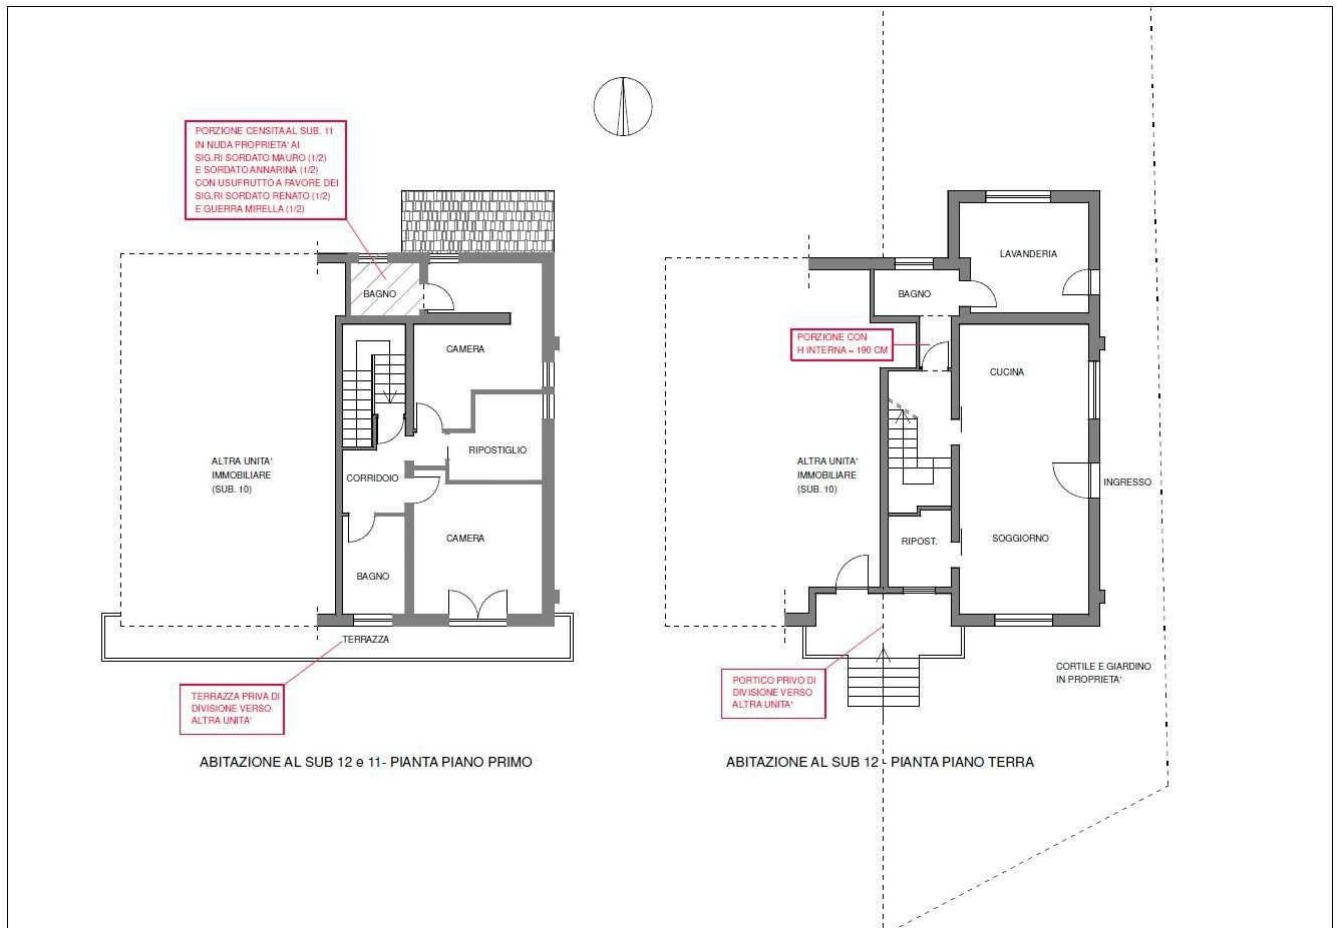 PORZIONE CENSITA AL SUB. 11
IN NUDA PROPRIETA' AI
SIG.RI SORDATO MAURO (1/2)
E SORDATO ANNARINA (1/2)
CON USUFRUTTO A FAVORE DEI
SIG.RI SORDATO RENATO (1/2)
E GUERRA MIRELLA (1/2)
BAGNO
CAMERA
RIPOSTIGLIO
ALTRA UNITA'
IMMOBILIARE
(SUB. 10)
CORRIDOIO
CAMERA
BAGNO
TERRAZZA
TERRAZZA PRIVA DI
DIVISIONE VERSO
ALTRA UNITA'
ABITAZIONE AL SUB 12 e 11- PIANTA PIANO PRIMO
LAVANDERIA
BAGNO
PORZIONE CON
H INTERNA = 190 CM
CUCINA
ALTRA UNITA'
IMMOBILIARE
(SUB. 10)
INGRESSO
RIPOST.
SOGGIORNO
PORTICO PRIVO DI
DIVISIONE VERSO
ALTRA UNITA'
CORTILE E GIARDINO
IN PROPRIETA'
ABITAZIONE AL SUB 12 - PIANTA PIANO TERRA